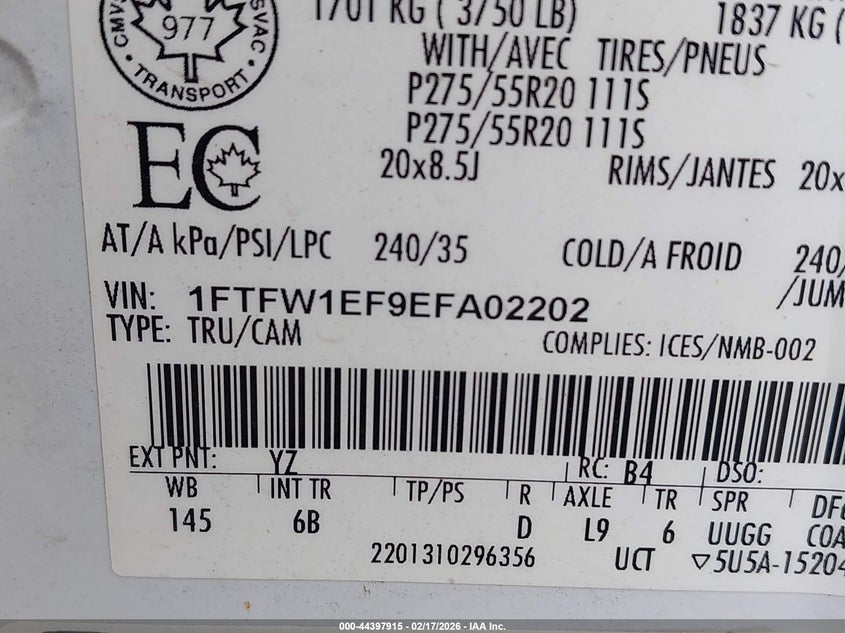 CMVS SVAC
977
TRANSPORT
1701 KG ( 3750 LB)
1837 KG (
WITH/AVEC TIRES/PNEUS
P275/55R20 111S
P275/55R20 111S
EC
20x8.5J RIMS/JANTES 20x
AT/A kPa/PSI/LPC 240/35 COLD/A FROID 240/
VIN: 1FTFW1EF9EFA02202 /JUM
TYPE: TRU/CAM COMPLIES: ICES/NMB-002
EXT PNT: YZ RC: B4 DSO:
WB INT TR TP/PS R AXLE TR SPR
145 6B D L9 6 UUGG COA
2201310296356 UCT ▽5U5A-15204
000-44397915 - 02/17/2026 - IAA Inc.